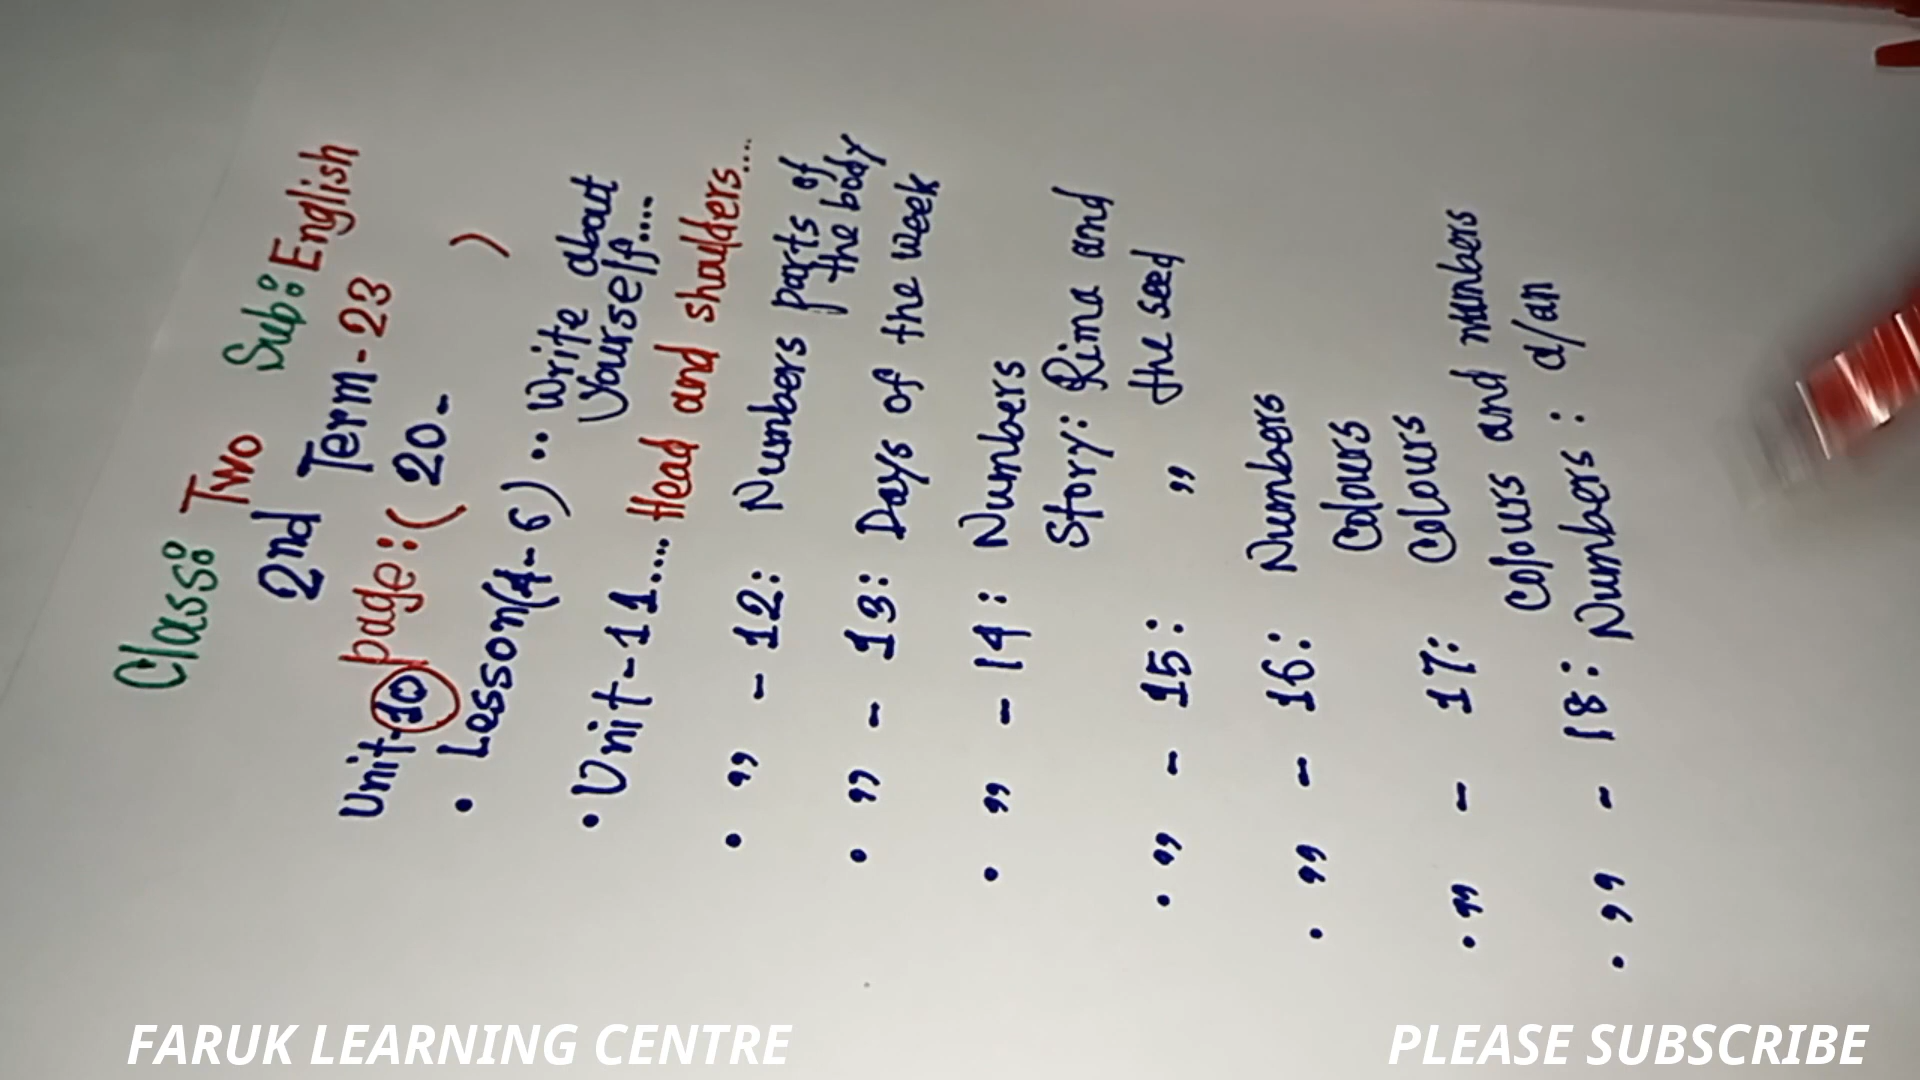 Class: Two Sub: English
2nd Term-23
Unit-10 page: (20- )
• Lesson(4-6) .. Write about
Yourself....
• Unit-11.... Head and shoulders....
• " - 12: Numbers parts of
the body
• " - 13: Days of the week
• " - 14: Numbers
Story: Rima and
• " - 15: " the seed
• " - 16: Numbers
Colours
• " - 17: Colours
Colours and numbers
• " - 18: Numbers: a/an
FARUK LEARNING CENTRE
PLEASE SUBSCRIBE